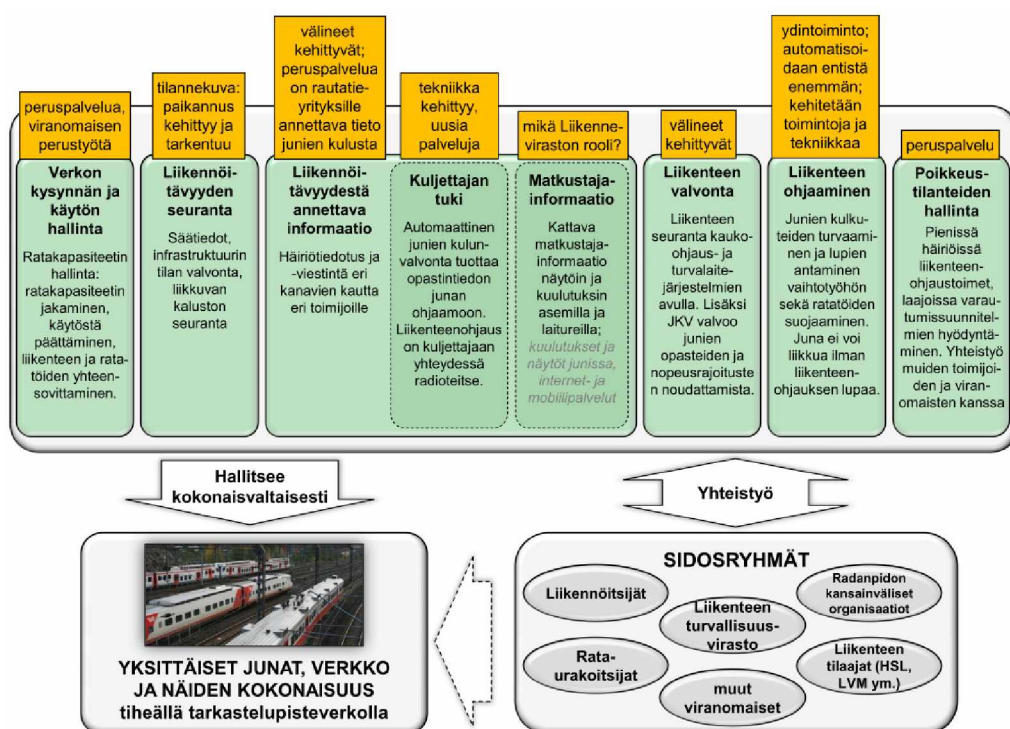 peruspalvelua,
viranomaisen
perustyötä
Verkon
kysynnän ja
käytön
hallinta
Ratakapasiteetin
hallinta:
ratakapasiteetin
jakaminen,
käytöstä
päättäminen,
liikenteen ja rata-
töiden yhteen-
sovittaminen.
tilannekuva:
paikannus
kehittyy ja
tarkentuu
Liikennöi-
tävyyden
seuranta
Säätiedot,
infrastruktuurin
tilan valvonta,
liikkuvan
kaluston
seuranta
välineet
kehittyvät;
peruspalvelua
on rautatie-
yrityksille
annettava tieto
junien kulusta
Liikennöi-
tävyydestä
annettava
informaatio
Häiriötiedotus ja
-viestintä eri
kanavien kautta
eri toimijoille
tekniikka
kehittyy,
uusia
palveluja
Kuljettajan
tuki
Automaattinen
junien kulun-
valvonta tuottaa
opastintiedon
junan
ohjaamoon.
Liikenteenohjaus
on kuljettajaan
yhteydessä
radioteitse.
mikä Liikenne-
viraston rooli?
Matkustaja-
informaatio
Kattava
matkustaja-
informaatio
näytöin ja
kuulutuksin
asemilla ja
laitureilla;
kuulutukset ja
näytöt junissa,
internet- ja
mobiilipalvelut
välineet
kehittyvät
Liikenteen
valvonta
Liikenteen
seuranta kauko-
ohjaus- ja
turvalaite-
järjestelmien
avulla. Lisäksi
JKV valvoo
junien
opasteiden ja
nopeusrajoituste
n noudattamista.
ydintoiminto;
automatisoi-
daan entistä
enemmän;
kehitetään
toimintoja ja
tekniikkaa
Liikenteen
ohjaaminen
Junien kulku-
teiden turvaami-
nen ja lupien
antaminen
vaihtotyöhön
sekä ratatöiden
suojaaminen.
Juna ei voi
liikkua ilman
liikenteen-
ohjauksen lupaa.
peruspalvelu
Poikkeus-
tilanteiden
hallinta
Pienissä
häiriöissä
liikenteen-
ohjaustoimet,
laajoissa varau-
tumissuunnitel-
mien hyödyntä-
minen. Yhteistyö
muiden toimijoi-
den ja viran-
omaisten kanssa
Hallitsee
kokonaisvaltaisesti
Yhteistyö
YKSITTÄISET JUNAT, VERKKO
JA NÄIDEN KOKONAISUUS
tiheällä tarkastelupisteverkolla
SIDOSRYHMÄT
Liikennöitsijät
Liikenteen
turvallisuus-
virasto
Radanpidon
kansainväliset
organisaatiot
Rata-
urakoitsijat
muut
viranomaiset
Liikenteen
tilaajat (HSL,
LVM ym.)